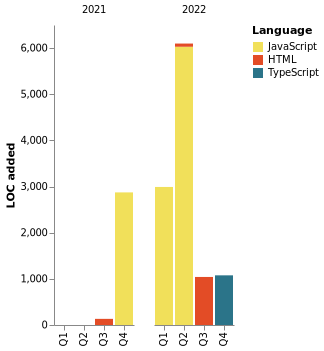 2021 2022
Language
JavaScript
HTML
TypeScript
LOC added
6,000
5,000
4,000
3,000
2,000
1,000
0
Q1 Q2 Q3 Q4 Q1 Q2 Q3 Q4